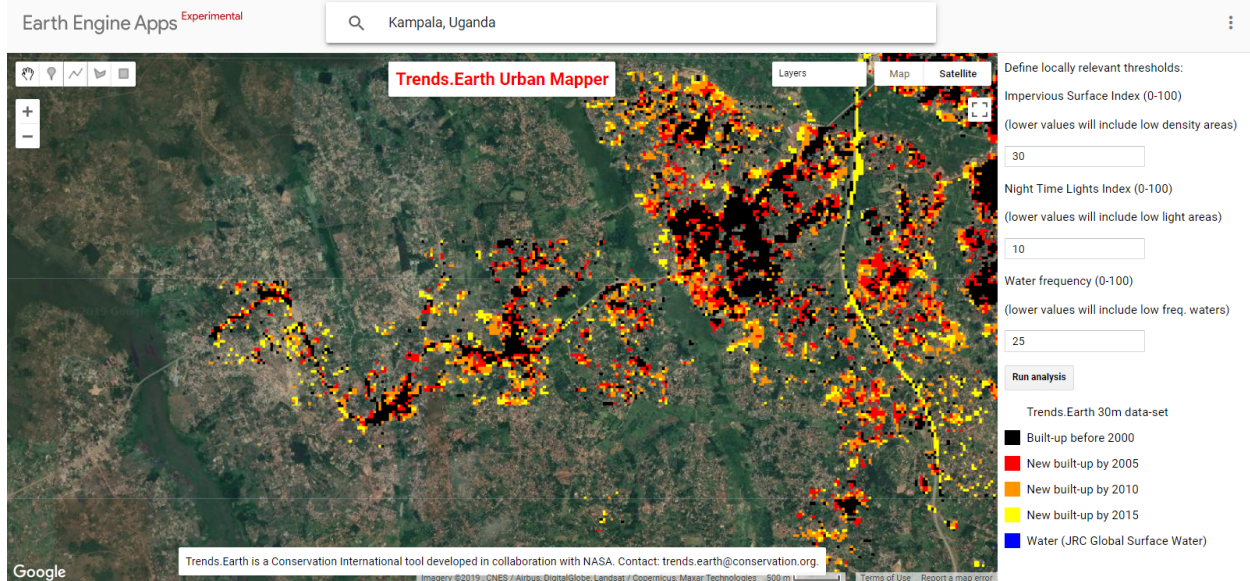 Earth Engine Apps Experimental
Kampala, Uganda
Trends.Earth Urban Mapper
Layers
Map
Satellite
+
−
Define locally relevant thresholds:
Impervious Surface Index (0-100)
(lower values will include low density areas)
30
Night Time Lights Index (0-100)
(lower values will include low light areas)
10
Water frequency (0-100)
(lower values will include low freq. waters)
25
Run analysis
Trends.Earth 30m data-set
Built-up before 2000
New built-up by 2005
New built-up by 2010
New built-up by 2015
Water (JRC Global Surface Water)
Trends.Earth is a Conservation International tool developed in collaboration with NASA. Contact: trends.earth@conservation.org.
Google
Imagery ©2019 , CNES / Airbus, DigitalGlobe, Landsat / Copernicus, Maxar Technologies
500 m
Terms of Use
Report a map error